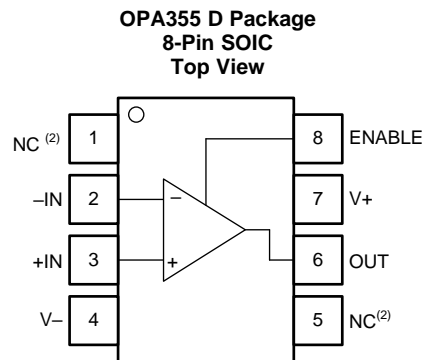 OPA355 D Package
8-Pin SOIC
Top View
NC (2) 1 8 ENABLE
–IN 2 – 7 V+
+IN 3 + 6 OUT
V– 4 5 NC(2)